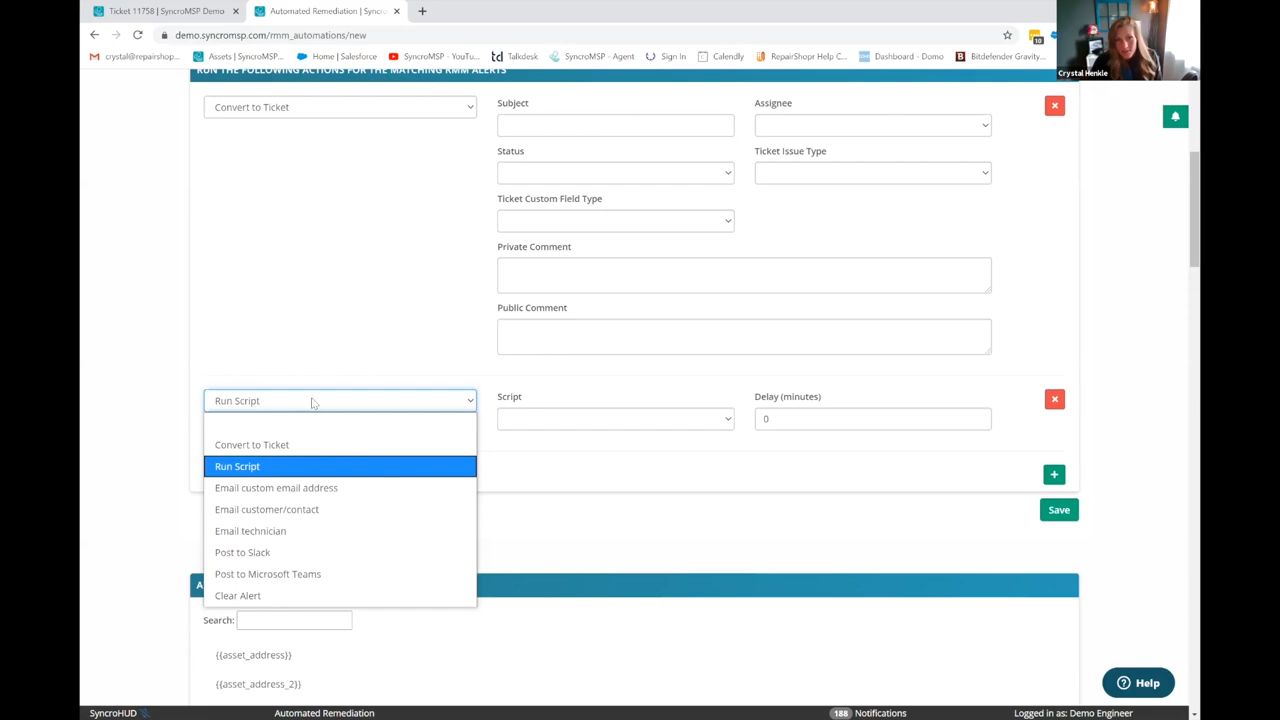 Ticket 11758 | SyncroMSP Demo
Automated Remediation | Syncro
demo.syncromsp.com/rmm_automations/new
10
crystal@repairshop...
Assets | SyncroMSP...
Home | Salesforce
SyncroMSP - YouTu...
Talkdesk
SyncroMSP - Agent
Sign In
Calendly
RepairShopr Help C...
Dashboard - Domo
Bitdefender Gravity...
Crystal Henkle
RUN THE FOLLOWING ACTIONS FOR THE MATCHING RMM ALERTS
Convert to Ticket
Subject
Assignee
Status
Ticket Issue Type
Ticket Custom Field Type
Private Comment
Public Comment
Run Script
Script
Delay (minutes)
0
Convert to Ticket
Run Script
Email custom email address
Email customer/contact
Email technician
Post to Slack
Post to Microsoft Teams
Clear Alert
+
Save
A
Search:
{{asset_address}}
{{asset_address_2}}
Help
SyncroHUD
Automated Remediation
188 Notifications
Logged in as: Demo Engineer